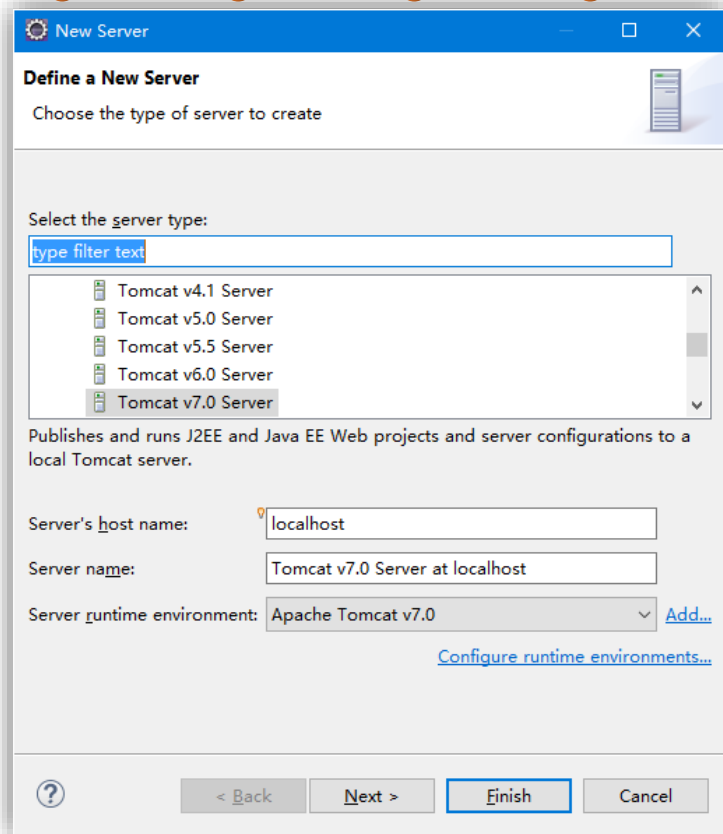 New Server
Define a New Server
Choose the type of server to create
Select the server type:
type filter text
Tomcat v4.1 Server
Tomcat v5.0 Server
Tomcat v5.5 Server
Tomcat v6.0 Server
Tomcat v7.0 Server
Publishes and runs J2EE and Java EE Web projects and server configurations to a
local Tomcat server.
Server's host name: localhost
Server name: Tomcat v7.0 Server at localhost
Server runtime environment: Apache Tomcat v7.0 Add...
Configure runtime environments...
? < Back Next > Finish Cancel